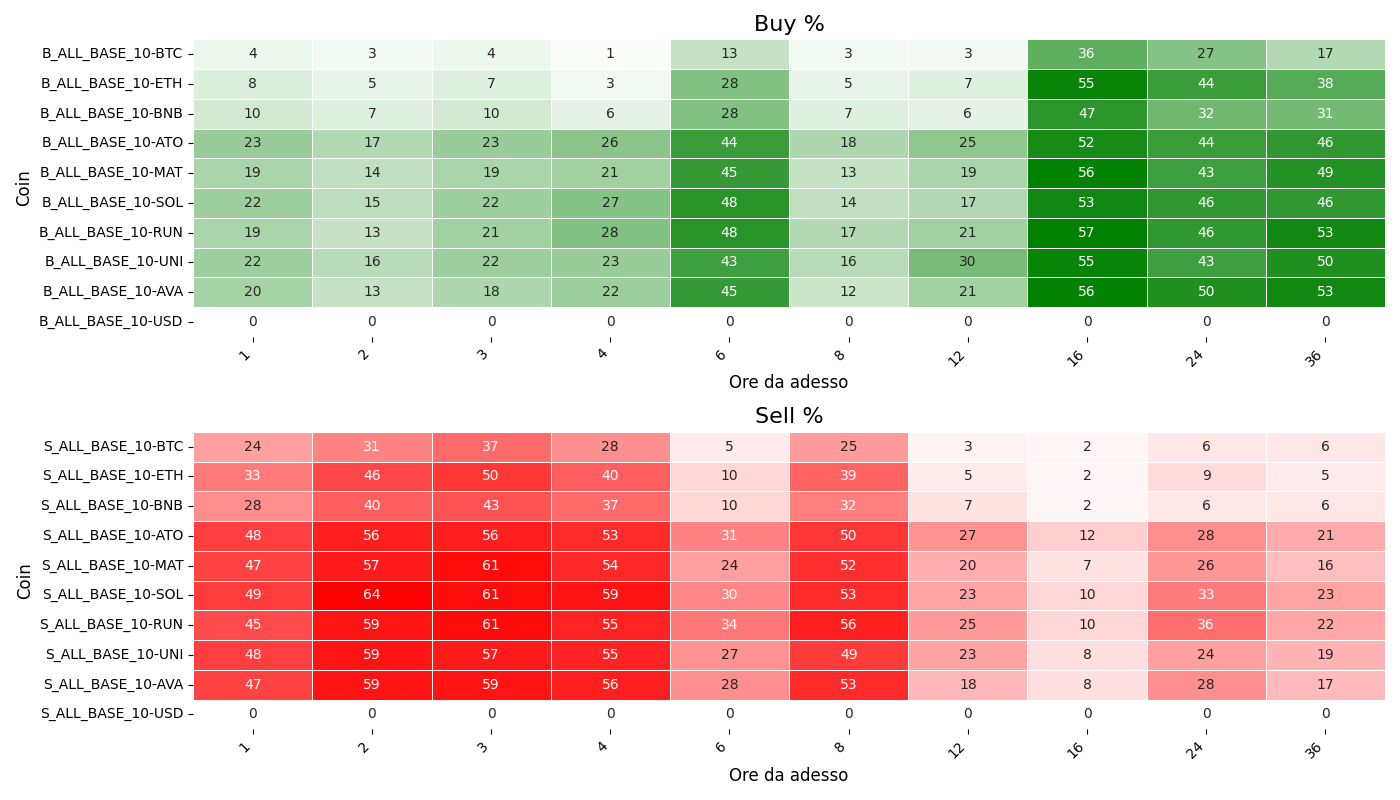 Buy %
Coin
B_ALL_BASE_10-BTC 4 3 4 1 13 3 3 36 27 17
B_ALL_BASE_10-ETH 8 5 7 3 28 5 7 55 44 38
B_ALL_BASE_10-BNB 10 7 10 6 28 7 6 47 32 31
B_ALL_BASE_10-ATO 23 17 23 26 44 18 25 52 44 46
B_ALL_BASE_10-MAT 19 14 19 21 45 13 19 56 43 49
B_ALL_BASE_10-SOL 22 15 22 27 48 14 17 53 46 46
B_ALL_BASE_10-RUN 19 13 21 28 48 17 21 57 46 53
B_ALL_BASE_10-UNI 22 16 22 23 43 16 30 55 43 50
B_ALL_BASE_10-AVA 20 13 18 22 45 12 21 56 50 53
B_ALL_BASE_10-USD 0 0 0 0 0 0 0 0 0 0
1 2 3 4 6 8 12 16 24 36
Ore da adesso
Sell %
Coin
S_ALL_BASE_10-BTC 24 31 37 28 5 25 3 2 6 6
S_ALL_BASE_10-ETH 33 46 50 40 10 39 5 2 9 5
S_ALL_BASE_10-BNB 28 40 43 37 10 32 7 2 6 6
S_ALL_BASE_10-ATO 48 56 56 53 31 50 27 12 28 21
S_ALL_BASE_10-MAT 47 57 61 54 24 52 20 7 26 16
S_ALL_BASE_10-SOL 49 64 61 59 30 53 23 10 33 23
S_ALL_BASE_10-RUN 45 59 61 55 34 56 25 10 36 22
S_ALL_BASE_10-UNI 48 59 57 55 27 49 23 8 24 19
S_ALL_BASE_10-AVA 47 59 59 56 28 53 18 8 28 17
S_ALL_BASE_10-USD 0 0 0 0 0 0 0 0 0 0
1 2 3 4 6 8 12 16 24 36
Ore da adesso